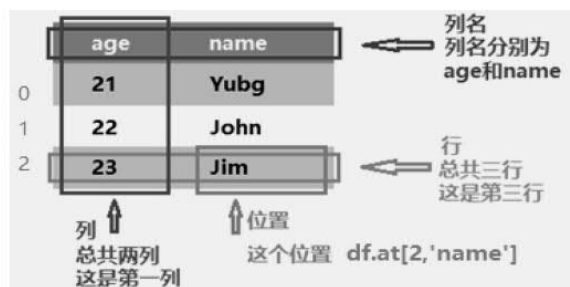 age name
列名
列名分别为
age和name
0 21 Yubg
1 22 John
2 23 Jim
行
总共三行
这是第三行
列
总共两列
这是第一列
位置
这个位置 df.at[2,'name']